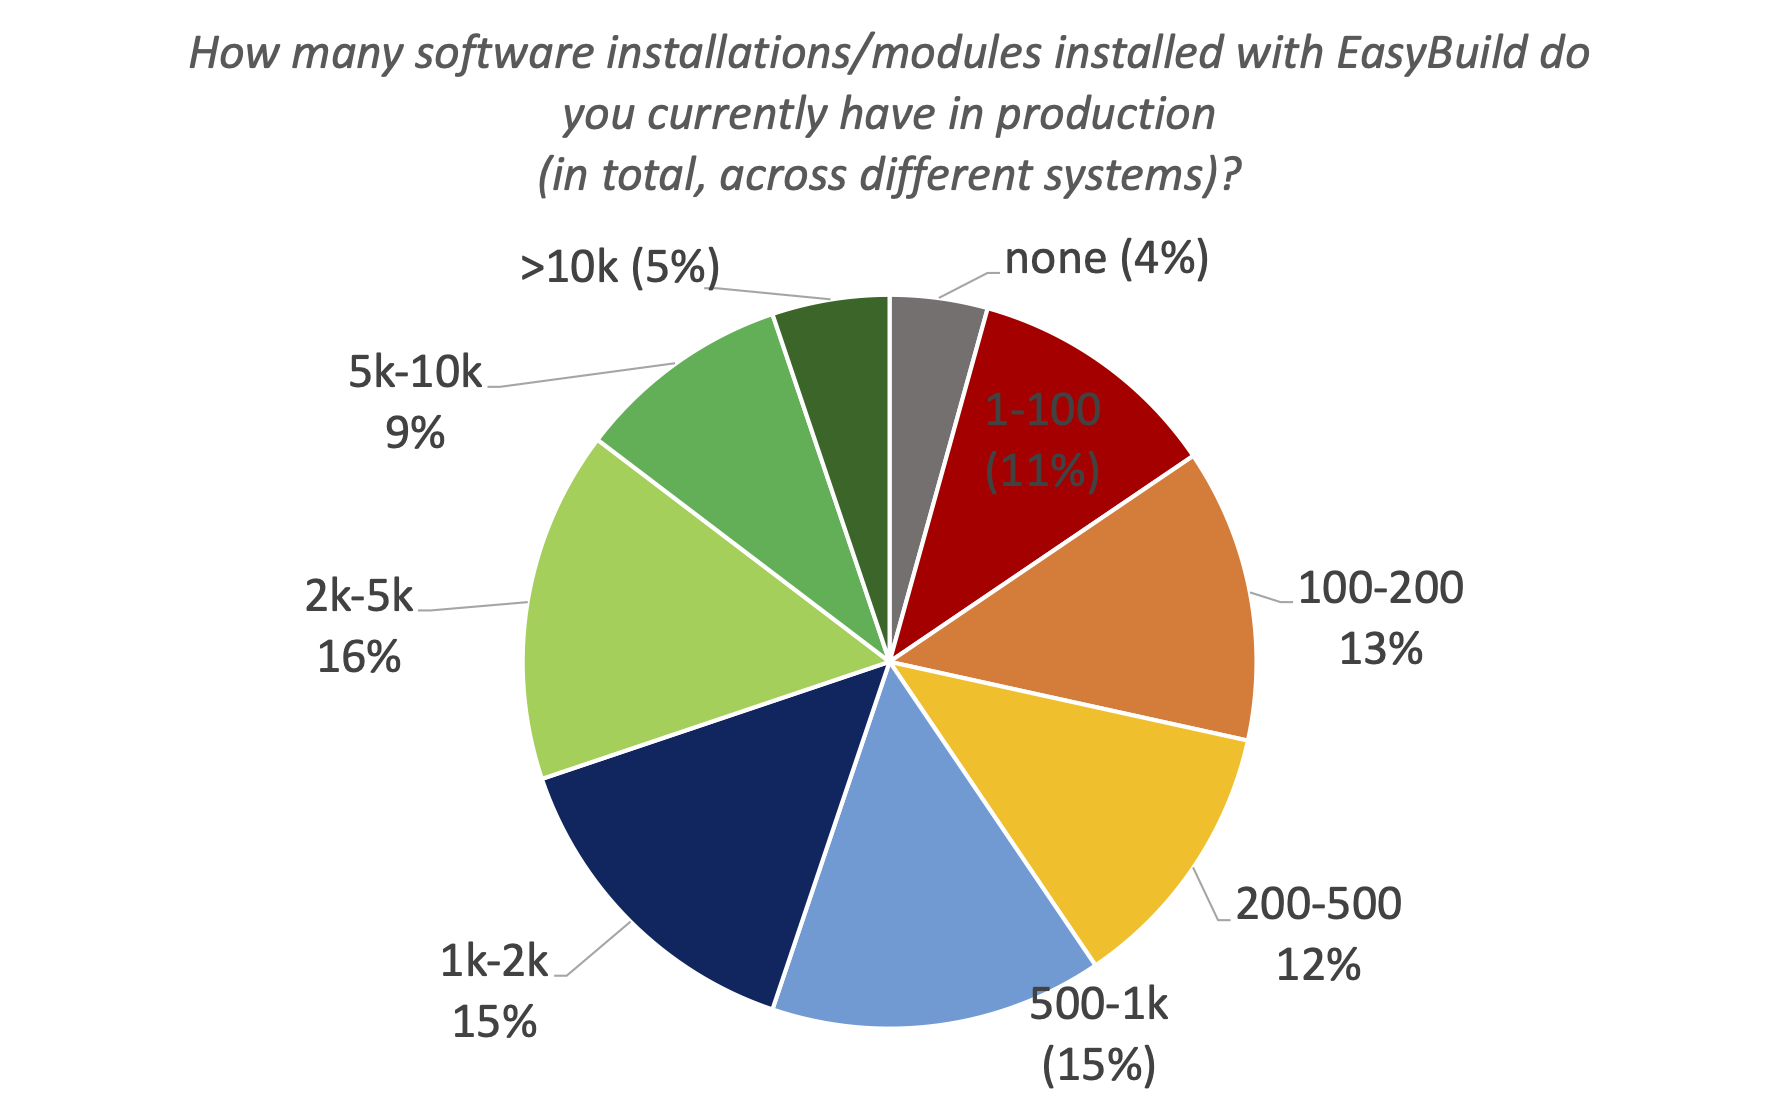 How many software installations/modules installed with EasyBuild do
you currently have in production
(in total, across different systems)?
>10k (5%)
none (4%)
5k-10k
9%
1-100
(11%)
2k-5k
16%
100-200
13%
200-500
12%
1k-2k
15%
500-1k
(15%)